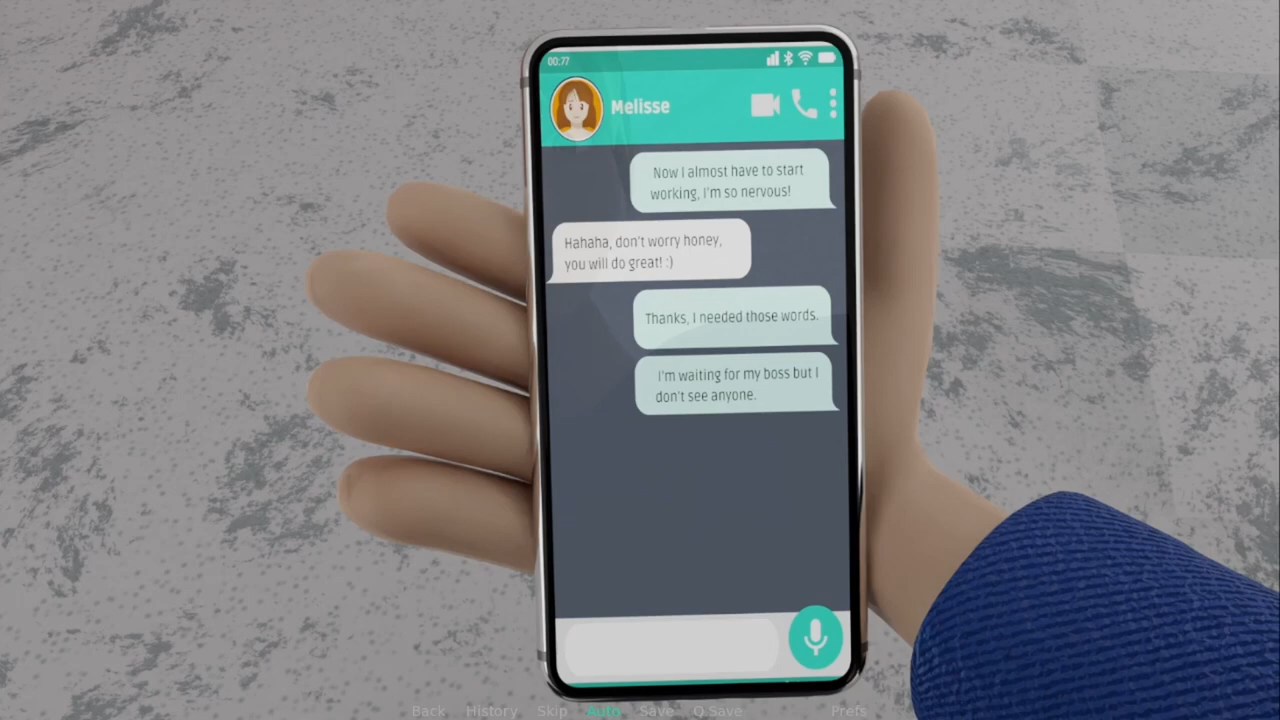 00:77
Melisse
Now I almost have to start
working, I'm so nervous!
Hahaha, don't worry honey,
you will do great! :)
Thanks, I needed those words.
I'm waiting for my boss but I
don't see anyone.
Back History Skip Auto Save Q.Save Prefs